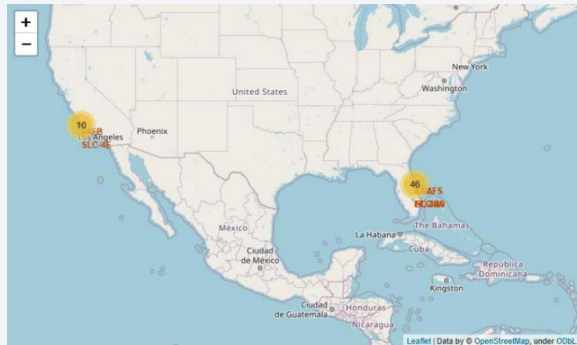 +
−
New York
United States
Washington
10
Los Angeles
SLC-4E
Phoenix
46
México
La Habana
The Bahamas
Cuba
Ciudad
de México
República
Dominicana
Kingston
Ciudad
de Guatemala
Honduras
Nicaragua
Leaflet | Data by © OpenStreetMap, under ODbL